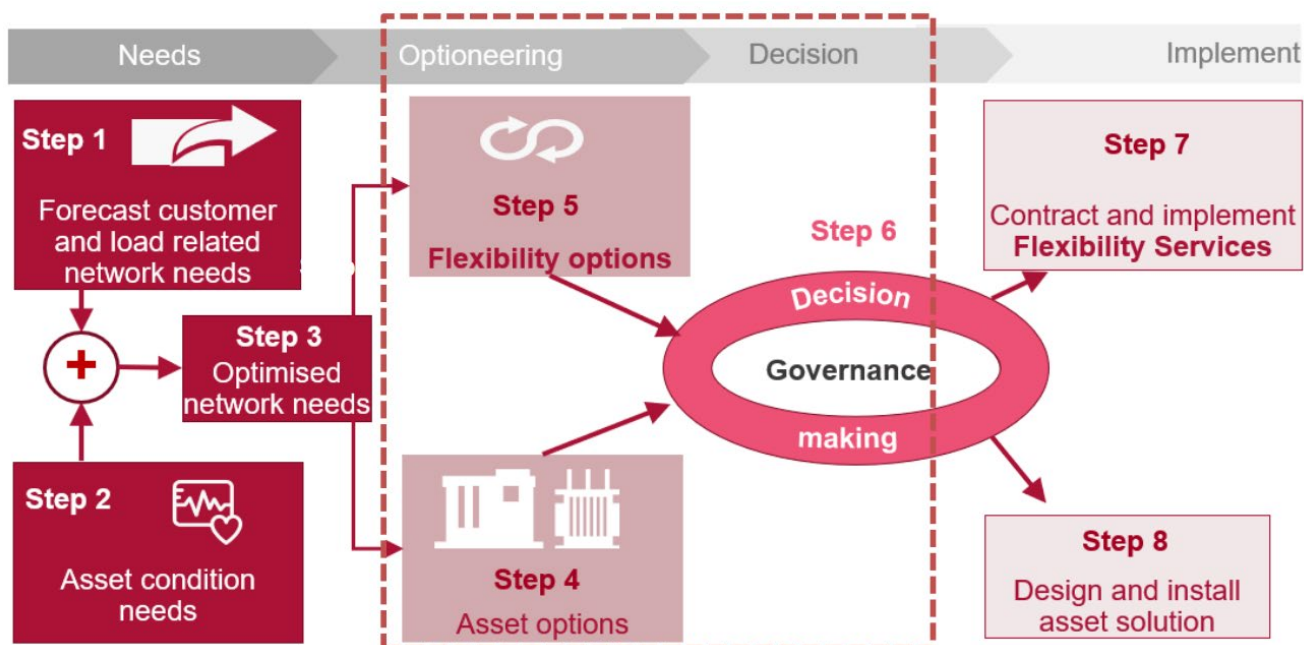 Needs
Optioneering
Decision
Implement
Step 1
Forecast customer
and load related
network needs
+
Step 2
Asset condition
needs
Step 3
Optimised
network needs
Step 5
Flexibility options
Step 4
Asset options
Step 6
Decision
Governance
making
Step 7
Contract and implement
Flexibility Services
Step 8
Design and install
asset solution